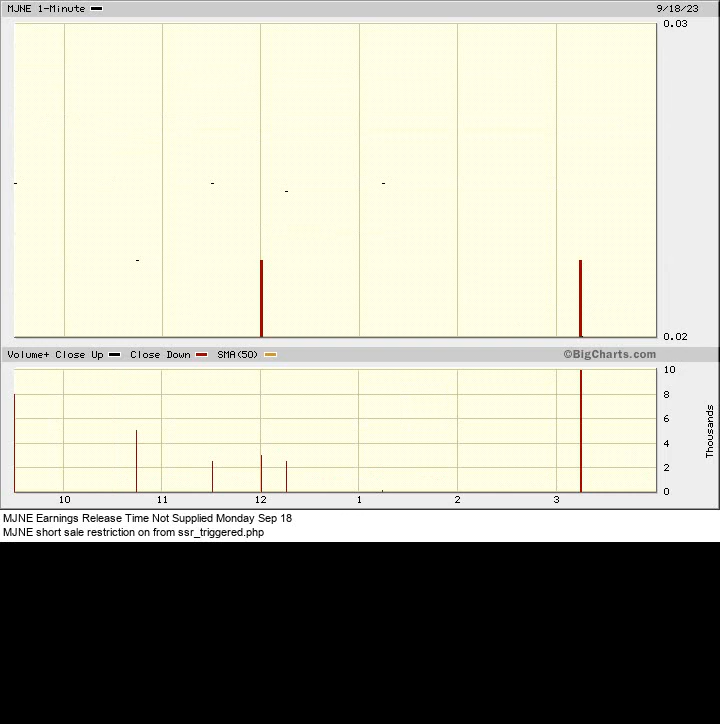 MJNE 1-Minute 9/18/23
0.03
0.02
Volume+ Close Up Close Down SMA(50) ©BigCharts.com
10
8
6
4
2
0
Thousands
10 11 12 1 2 3
MJNE Earnings Release Time Not Supplied Monday Sep 18
MJNE short sale restriction on from ssr_triggered.php